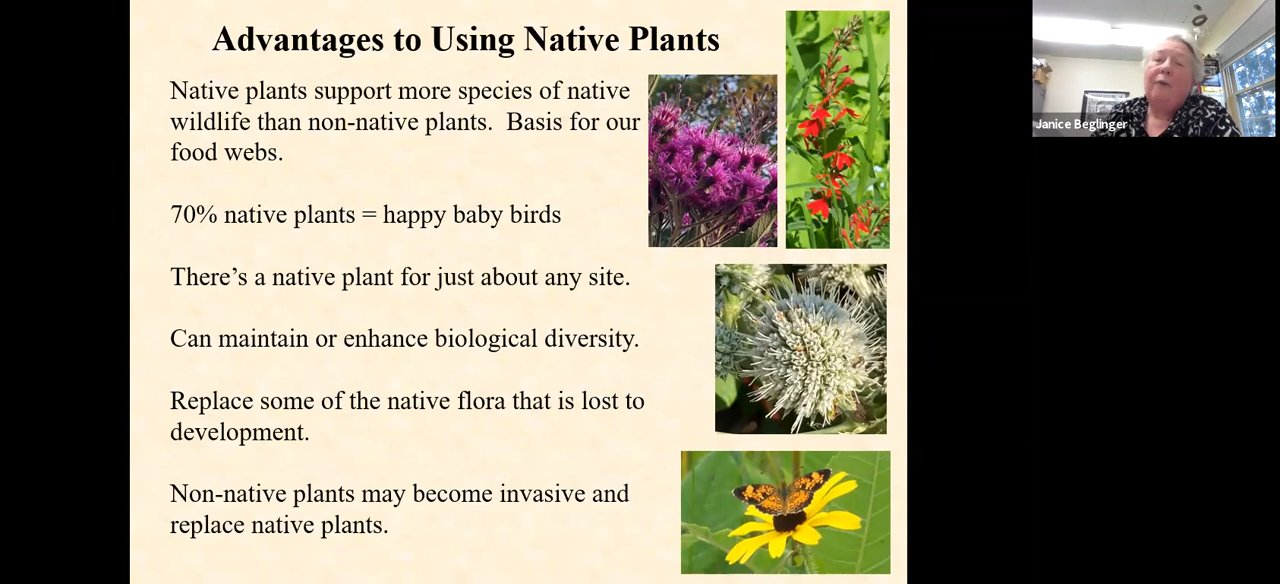 Advantages to Using Native Plants
Native plants support more species of native
wildlife than non-native plants.  Basis for our
food webs.
70% native plants = happy baby birds
There’s a native plant for just about any site.
Can maintain or enhance biological diversity.
Replace some of the native flora that is lost to
development.
Non-native plants may become invasive and
replace native plants.
Janice Beglinger